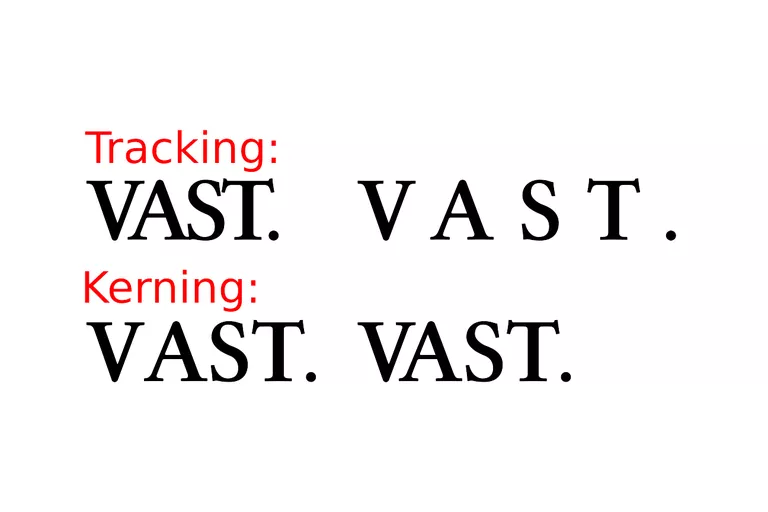 Tracking:
VAST. V A S T .
Kerning:
VAST. VAST.